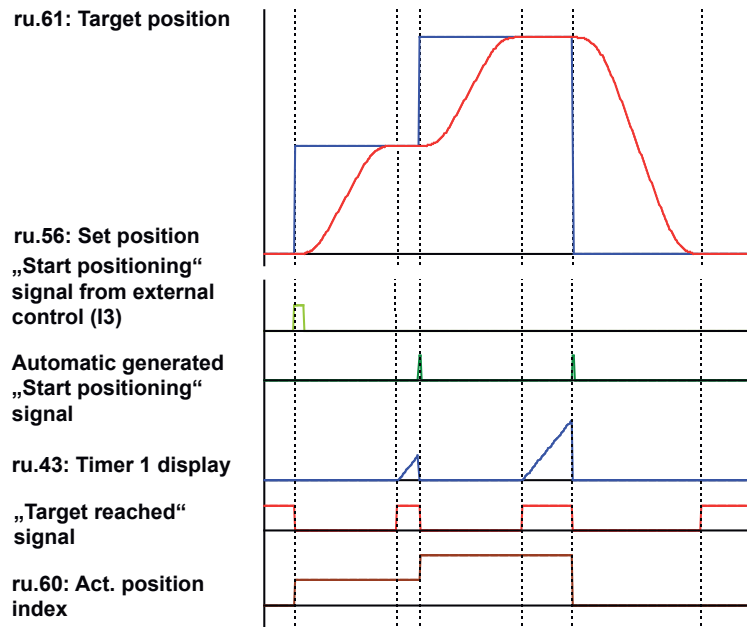 ru.61: Target position
ru.56: Set position
„Start positioning“
signal from external
control (I3)
Automatic generated
„Start positioning“
signal
ru.43: Timer 1 display
„Target reached“
signal
ru.60: Act. position
index